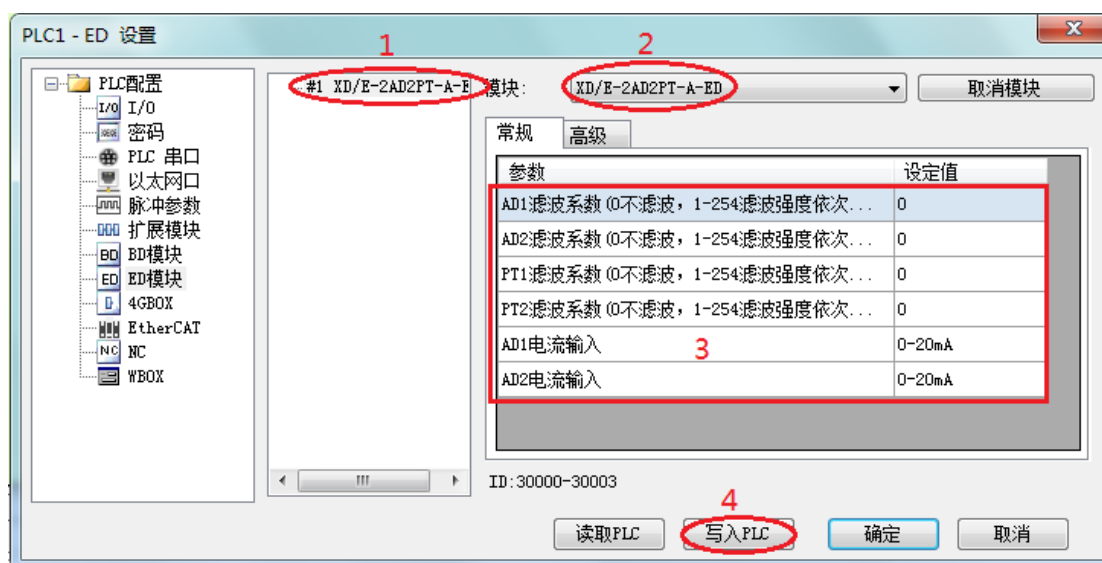 PLC1 - ED 设置
1
2
PLC配置
I/O I/O
密码
PLC 串口
以太网口
脉冲参数
扩展模块
BD BD模块
ED ED模块
4GBOX
EtherCAT
NC NC
WBOX
#1 XD/E-2AD2PT-A-E
模块:
XD/E-2AD2PT-A-ED
取消模块
常规
高级
参数
设定值
AD1滤波系数(0不滤波，1-254滤波强度依次...
0
AD2滤波系数(0不滤波，1-254滤波强度依次...
0
PT1滤波系数(0不滤波，1-254滤波强度依次...
0
PT2滤波系数(0不滤波，1-254滤波强度依次...
0
AD1电流输入
3
0-20mA
AD2电流输入
0-20mA
ID:30000-30003
4
读取PLC
写入PLC
确定
取消